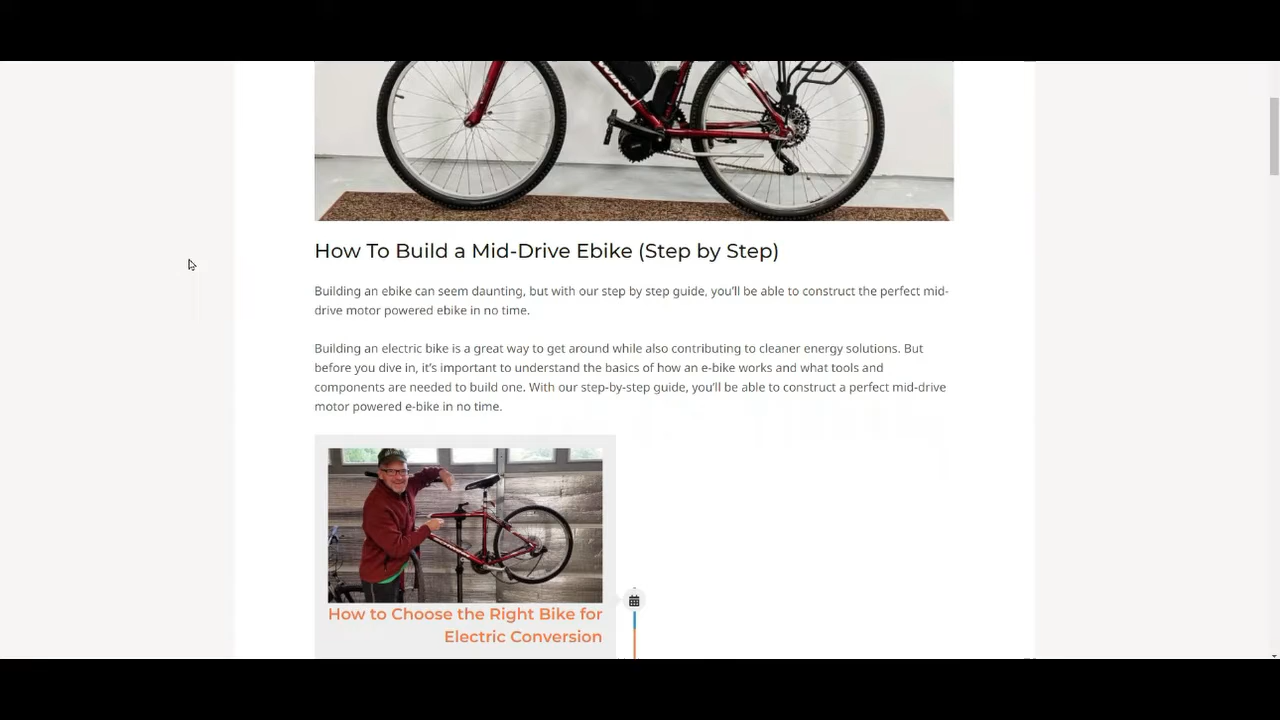 WINN
How To Build a Mid-Drive Ebike (Step by Step)
Building an ebike can seem daunting, but with our step by step guide, you'll be able to construct the perfect mid-
drive motor powered ebike in no time.
Building an electric bike is a great way to get around while also contributing to cleaner energy solutions. But
before you dive in, it's important to understand the basics of how an e-bike works and what tools and
components are needed to build one. With our step-by-step guide, you'll be able to construct a perfect mid-drive
motor powered e-bike in no time.
How to Choose the Right Bike for
Electric Conversion